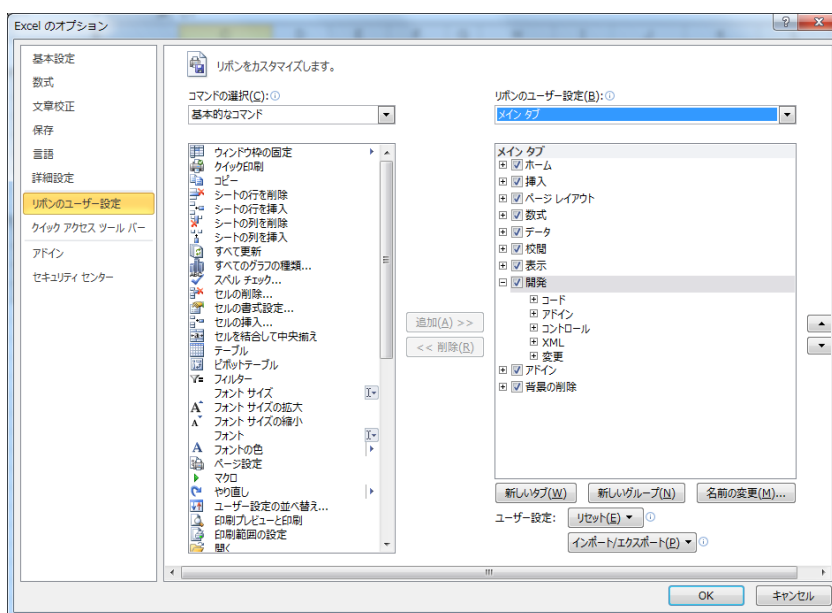 Excel のオプション
基本設定
数式
文章校正
保存
言語
詳細設定
リボンのユーザー設定
クイック アクセス ツール バー
アドイン
セキュリティ センター
リボンをカスタマイズします。
コマンドの選択(C):
基本的なコマンド
ウィンドウ枠の固定
クイック印刷
コピー
シートの行を削除
シートの行を挿入
シートの列を削除
シートの列を挿入
すべて更新
すべてのグラフの種類...
スペル チェック...
セルの削除...
セルの書式設定...
セルの挿入...
セルを結合して中央揃え
テーブル
ピボットテーブル
フィルター
フォント サイズ
フォント サイズの拡大
フォント サイズの縮小
フォント
フォントの色
ページ設定
マクロ
やり直し
ユーザー設定の並べ替え...
印刷プレビューと印刷
印刷範囲の設定
開く
追加(A) >>
<< 削除(R)
リボンのユーザー設定(B):
メイン タブ
メイン タブ
ホーム
挿入
ページ レイアウト
数式
データ
校閲
表示
開発
コード
アドイン
コントロール
XML
変更
アドイン
背景の削除
新しいタブ(W) 新しいグループ(N) 名前の変更(M)...
ユーザー設定: リセット(E)
インポート/エクスポート(P)
OK キャンセル